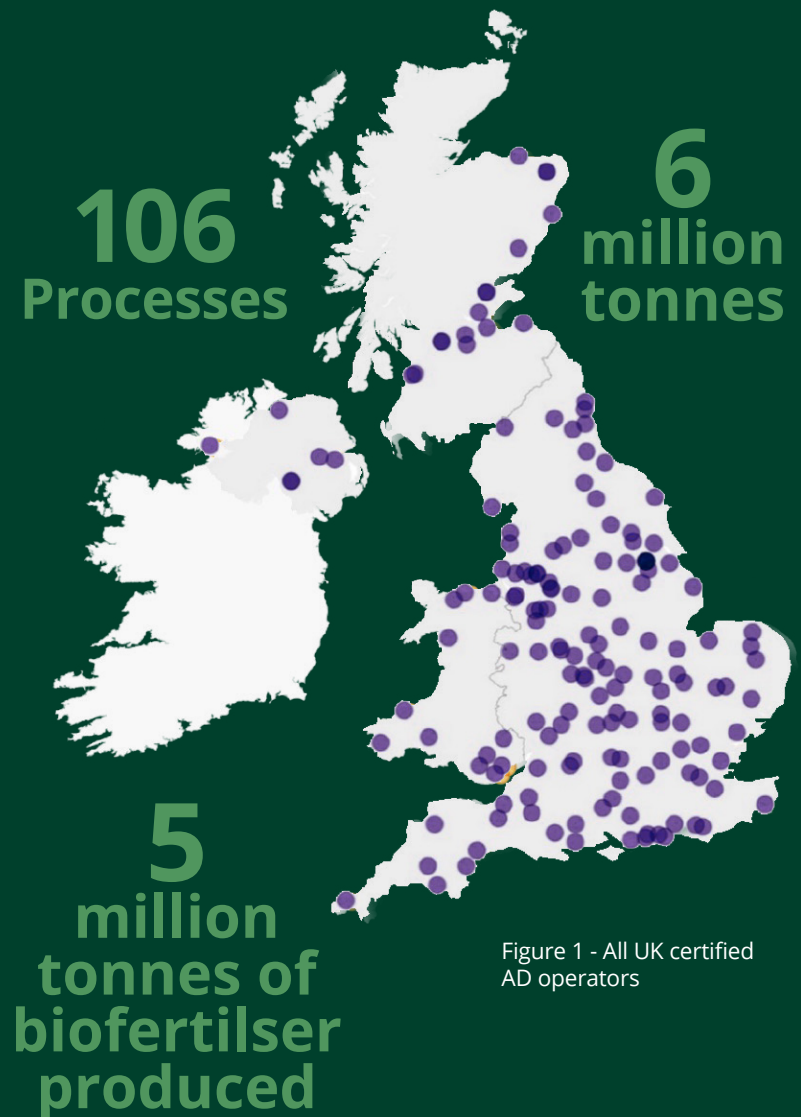 106
Processes
6
million
tonnes
5
million
tonnes of
biofertilser
produced
Figure 1 - All UK certified
AD operators